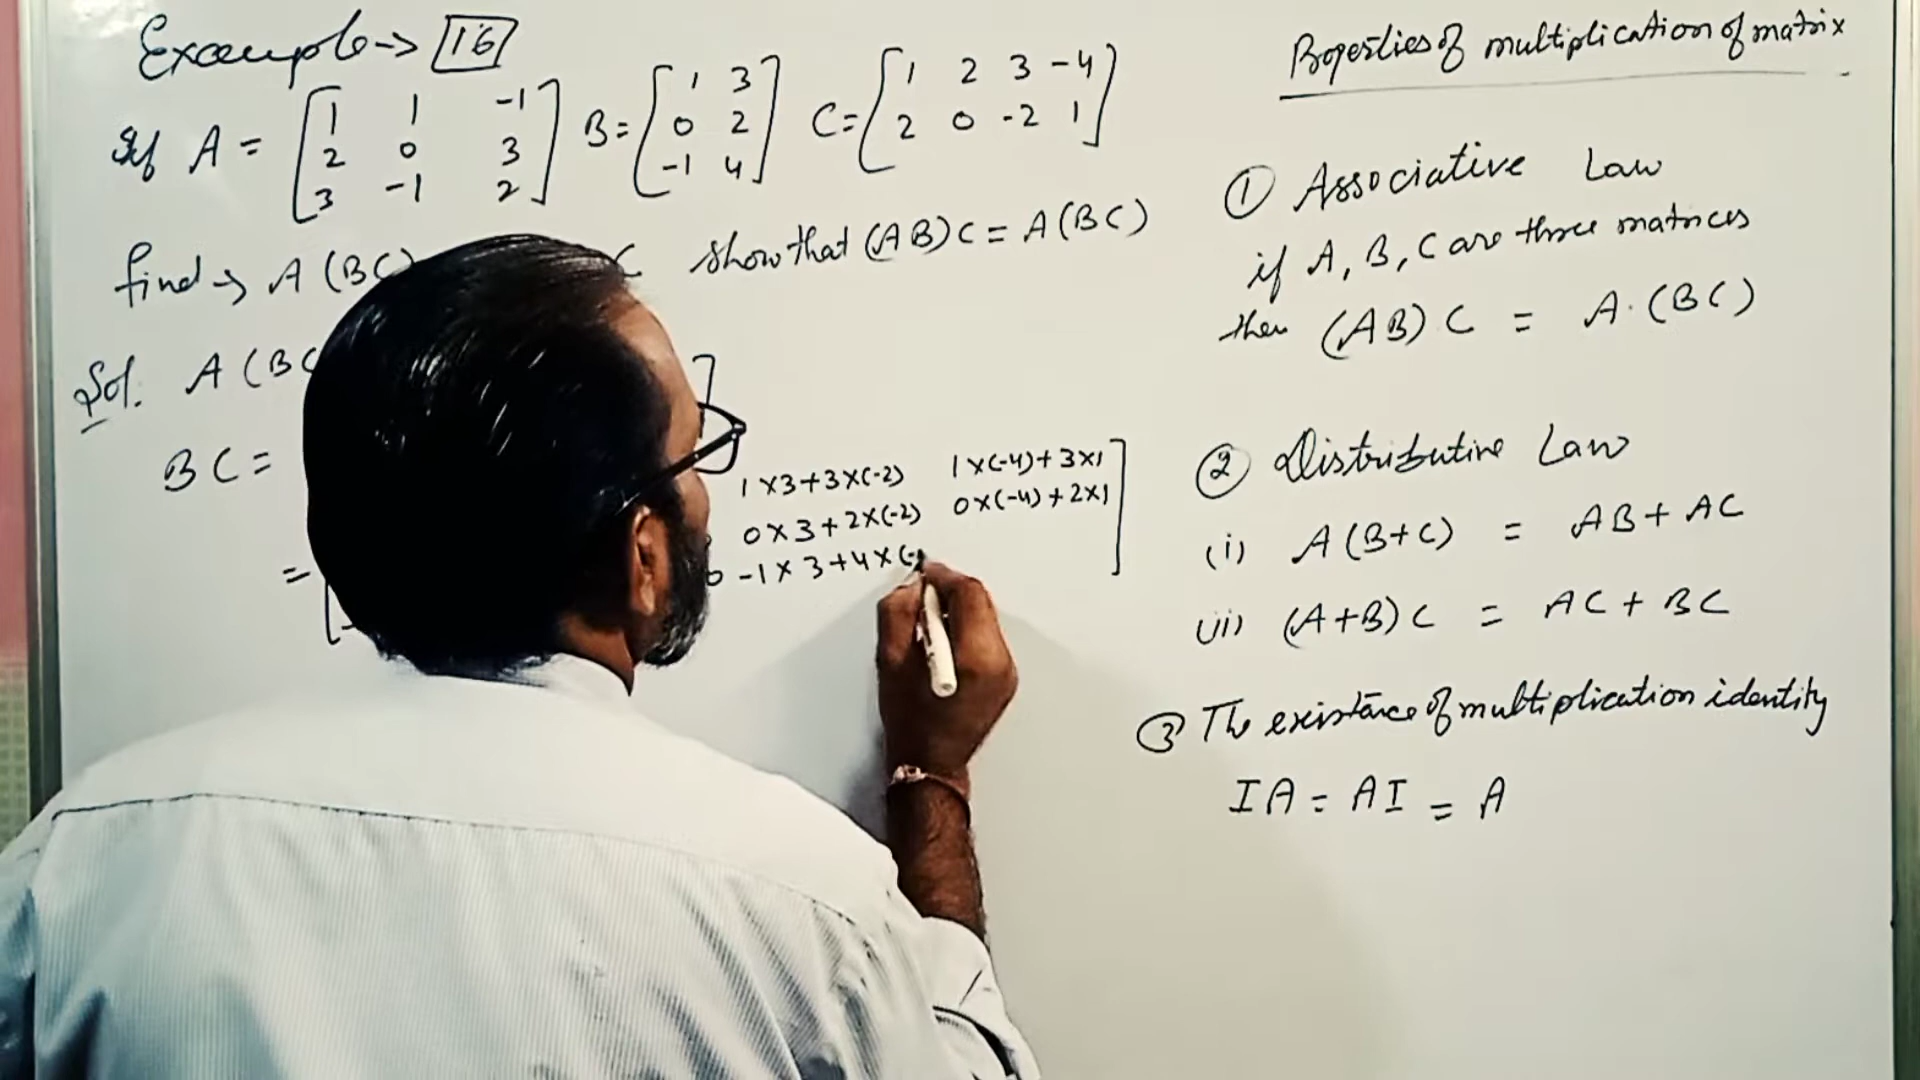 Example → 16
If A = [ 1 1 -1 B = [ 1 3 ] C = [ 1 2 3 -4 ]
2 0 3 ] 0 2 2 0 -2 1
3 -1 2 -1 4
find → A (BC) C show that (AB) C = A (BC)
Sol. A (BC ]
BC =
1×3+3×(-2) 1×(-4)+3×1 ]
0×3+2×(-2) 0×(-4)+2×1
= [ 0 -1×3+4×(-
Properties of multiplication of matrix
① Associative Law
if A, B, C are three matrices
then (AB) . C = A . (BC)
② Distributive Law
(i) A (B+C) = AB + AC
(ii) (A+B) C = AC + BC
③ The existance of multiplication identity
IA = AI = A